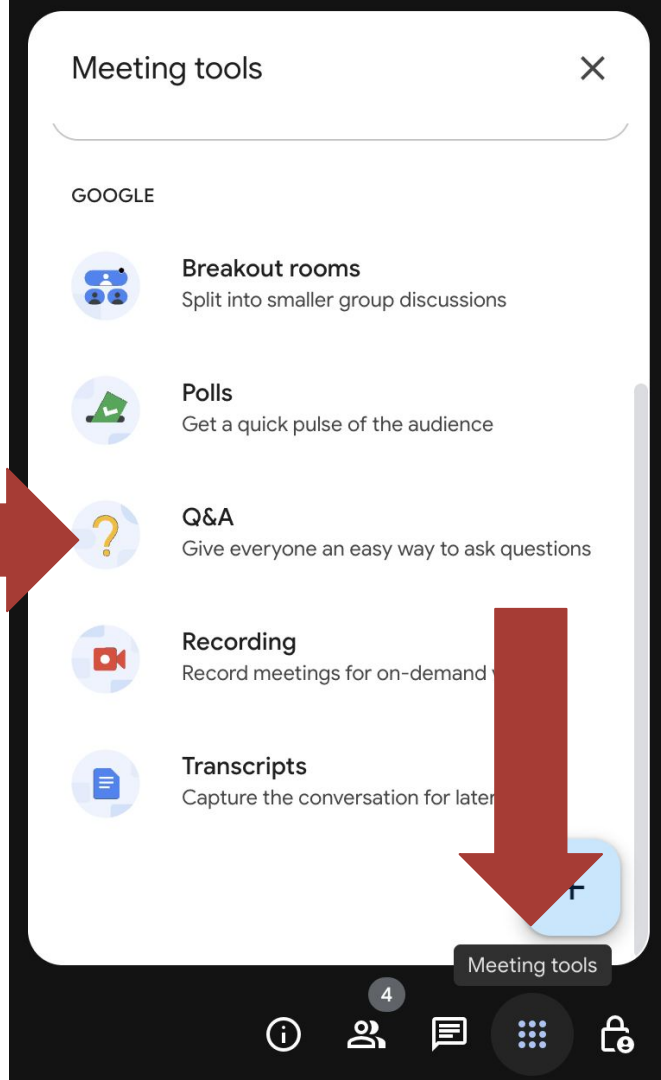 Meeting tools
GOOGLE
Breakout rooms
Split into smaller group discussions
Polls
Get a quick pulse of the audience
Q&A
Give everyone an easy way to ask questions
Recording
Record meetings for on-demand
Transcripts
Capture the conversation for later
Meeting tools
4